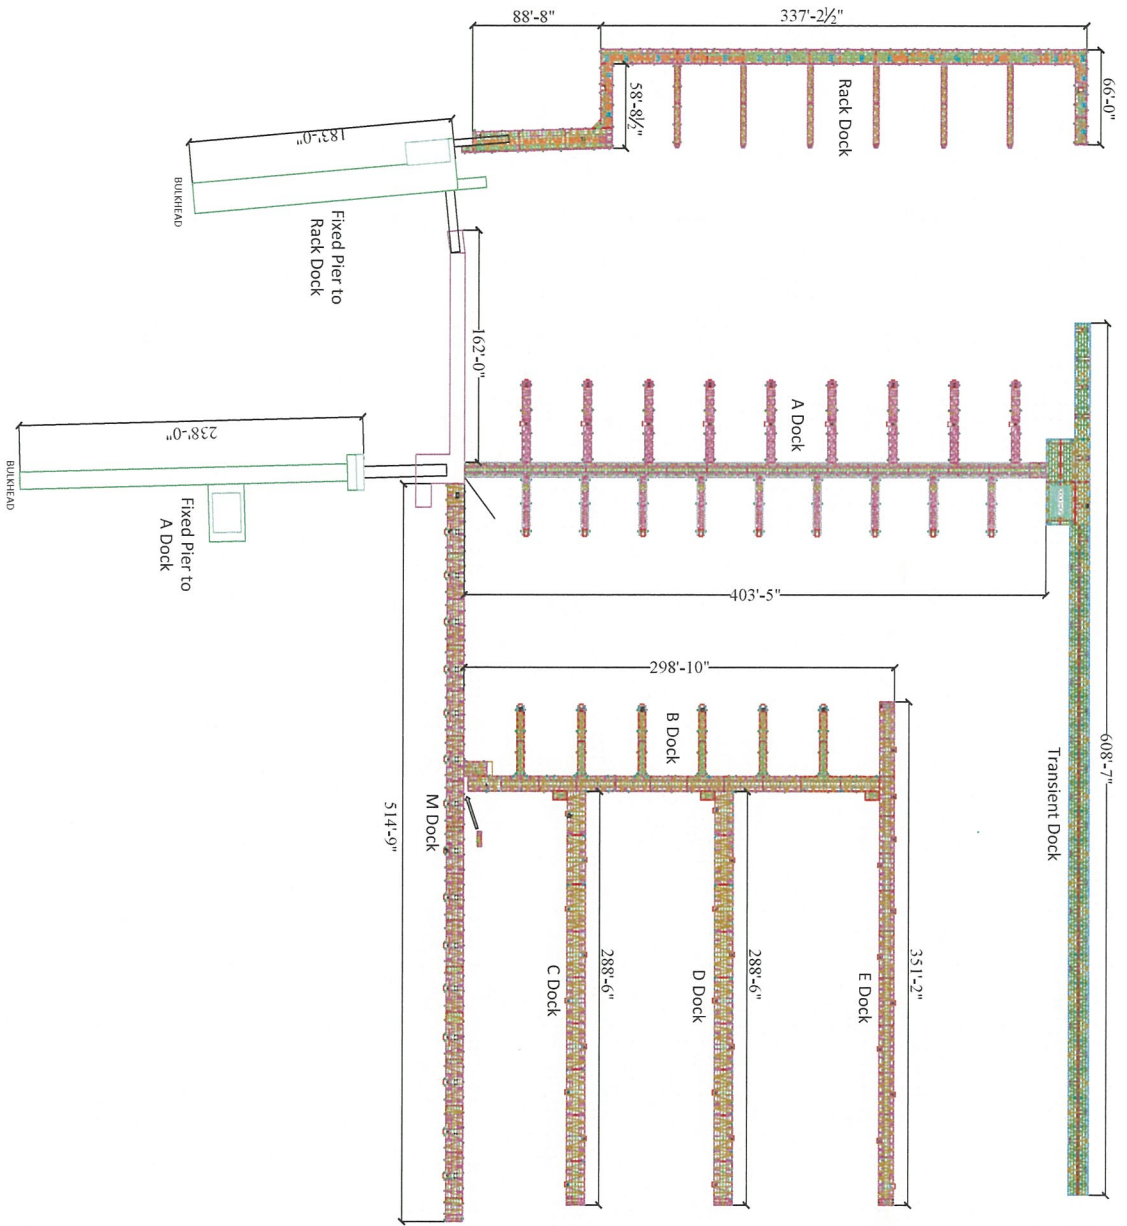 88'-8"
337'-2½"
66'-0"
58'-8½"
Rack Dock
183'-0"
BULKHEAD
Fixed Pier to
Rack Dock
162'-0"
A Dock
238'-0"
BULKHEAD
Fixed Pier to
A Dock
403'-5"
298'-10"
B Dock
608'-7"
Transient Dock
M Dock
514'-9"
C Dock
288'-6"
D Dock
288'-6"
E Dock
351'-2"